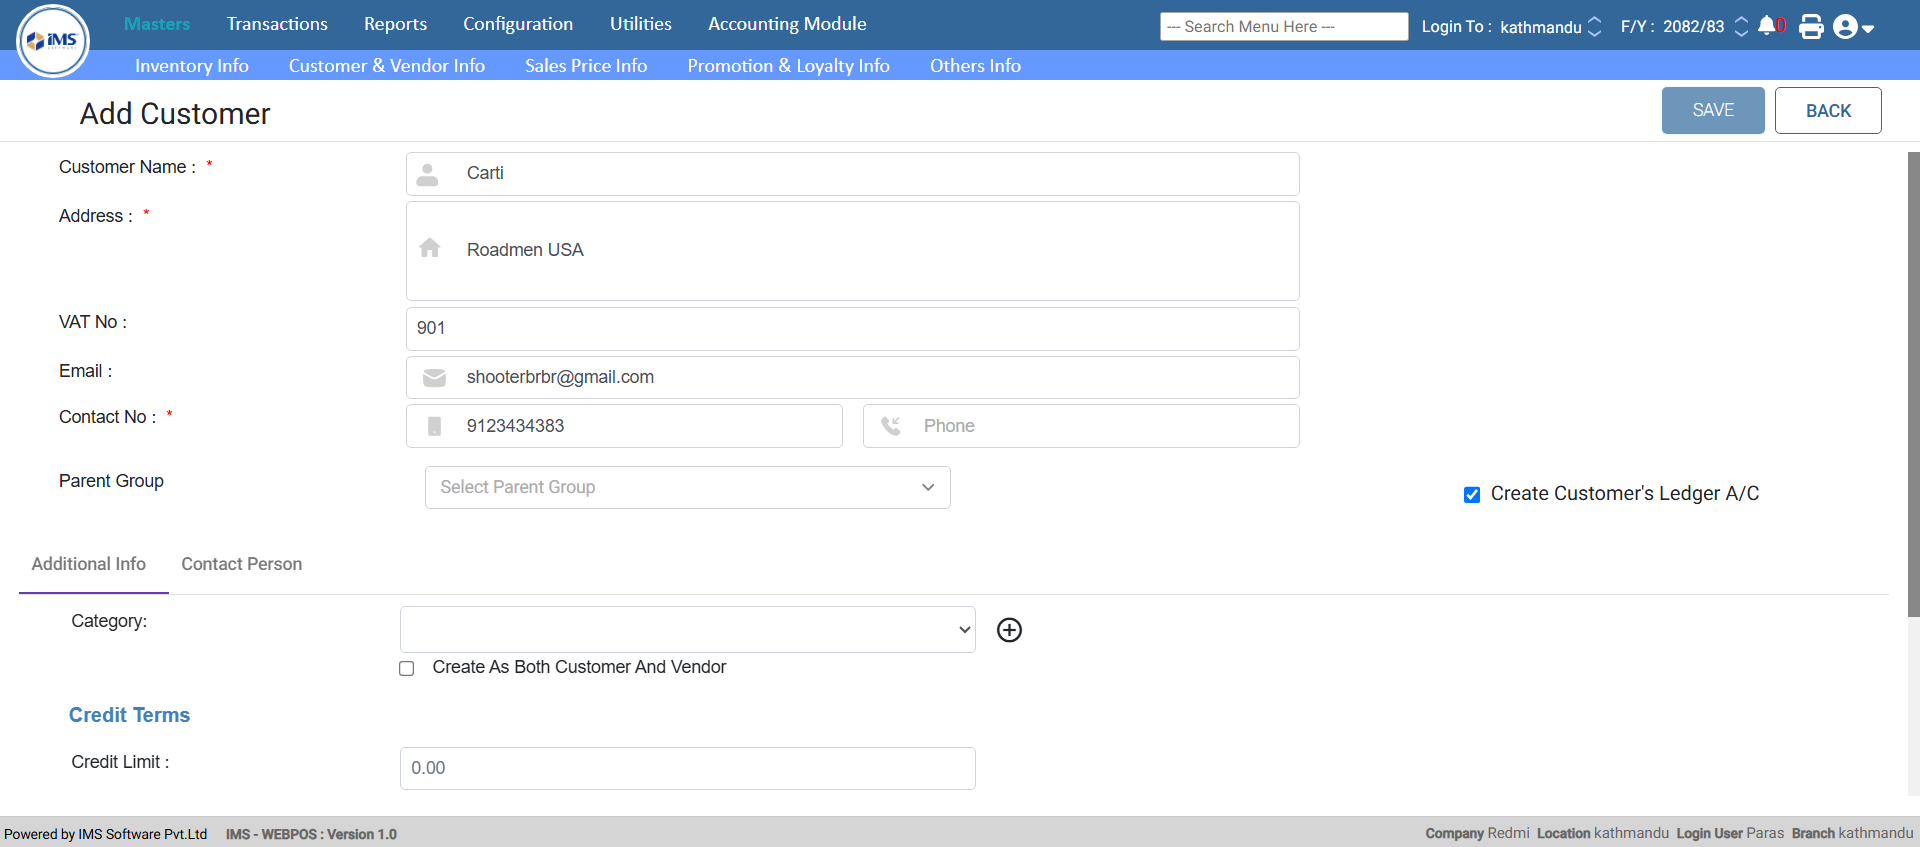 iMS
SOFTWARE
Masters Transactions Reports Configuration Utilities Accounting Module
--- Search Menu Here --- Login To : kathmandu F/Y : 2082/83 0
Inventory Info Customer & Vendor Info Sales Price Info Promotion & Loyalty Info Others Info
Add Customer
SAVE BACK
Customer Name : * Carti
Address : * Roadmen USA
VAT No : 901
Email : shooterbrbr@gmail.com
Contact No : * 9123434383 Phone
Parent Group Select Parent Group Create Customer's Ledger A/C
Additional Info Contact Person
Category:
Create As Both Customer And Vendor
Credit Terms
Credit Limit : 0.00
Powered by IMS Software Pvt.Ltd IMS - WEBPOS : Version 1.0 Company Redmi Location kathmandu Login User Paras Branch kathmandu